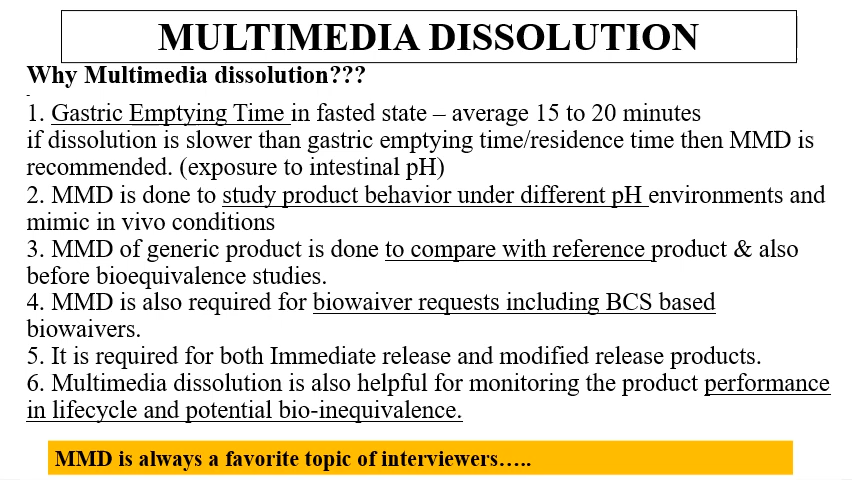 MULTIMEDIA DISSOLUTION
Why Multimedia dissolution???
1. Gastric Emptying Time in fasted state – average 15 to 20 minutes
if dissolution is slower than gastric emptying time/residence time then MMD is
recommended. (exposure to intestinal pH)
2. MMD is done to study product behavior under different pH environments and
mimic in vivo conditions
3. MMD of generic product is done to compare with reference product & also
before bioequivalence studies.
4. MMD is also required for biowaiver requests including BCS based
biowaivers.
5. It is required for both Immediate release and modified release products.
6. Multimedia dissolution is also helpful for monitoring the product performance
in lifecycle and potential bio-inequivalence.
MMD is always a favorite topic of interviewers…..